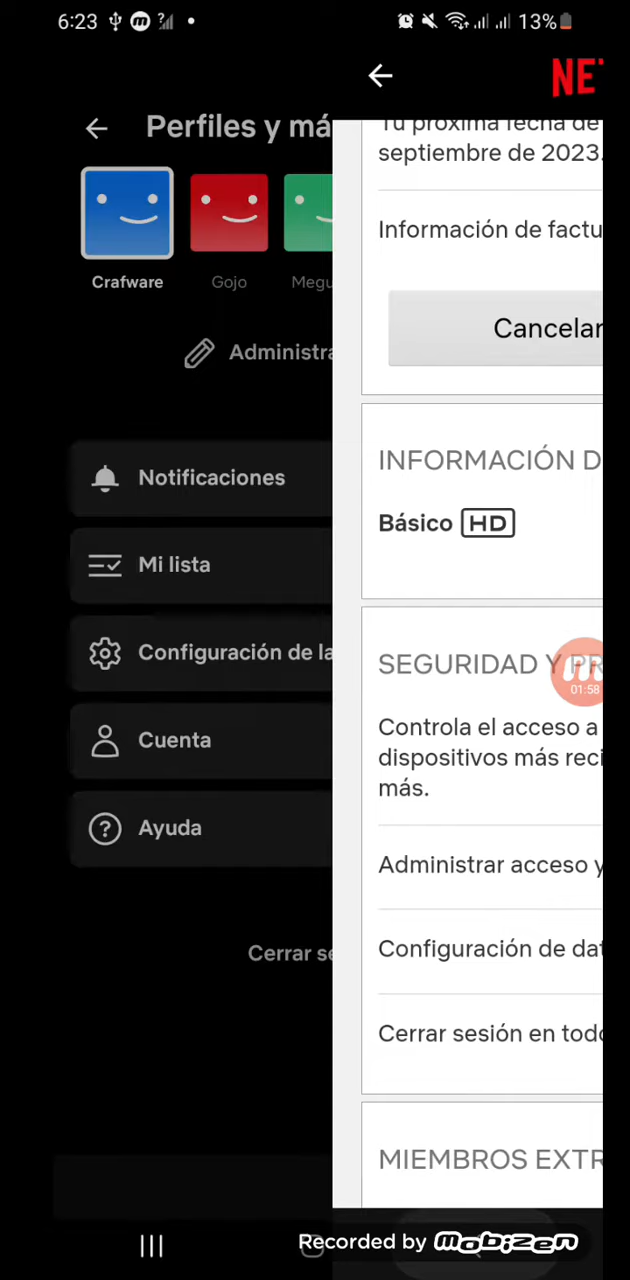 6:23
13%
NE
Perfiles y má
Tu próxima fecha de
septiembre de 2023.
Información de factu
Crafware
Gojo
Megu
Administra
Cancelar
INFORMACIÓN D
Básico HD
Notificaciones
Mi lista
Configuración de la
Cuenta
Ayuda
SEGURIDAD Y PR
01:58
Controla el acceso a
dispositivos más reci
más.
Administrar acceso y
Configuración de dat
Cerrar se
Cerrar sesión en todo
MIEMBROS EXTR
Recorded by mobizen